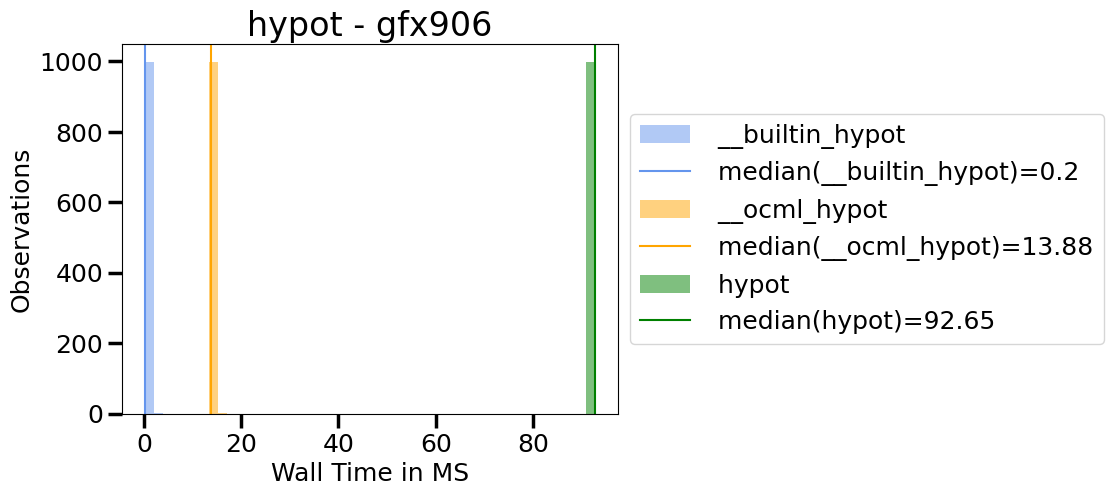 hypot - gfx906
1000
800
600
400
200
0
Observations
0 20 40 60 80
Wall Time in MS
__builtin_hypot
median(__builtin_hypot)=0.2
__ocml_hypot
median(__ocml_hypot)=13.88
hypot
median(hypot)=92.65